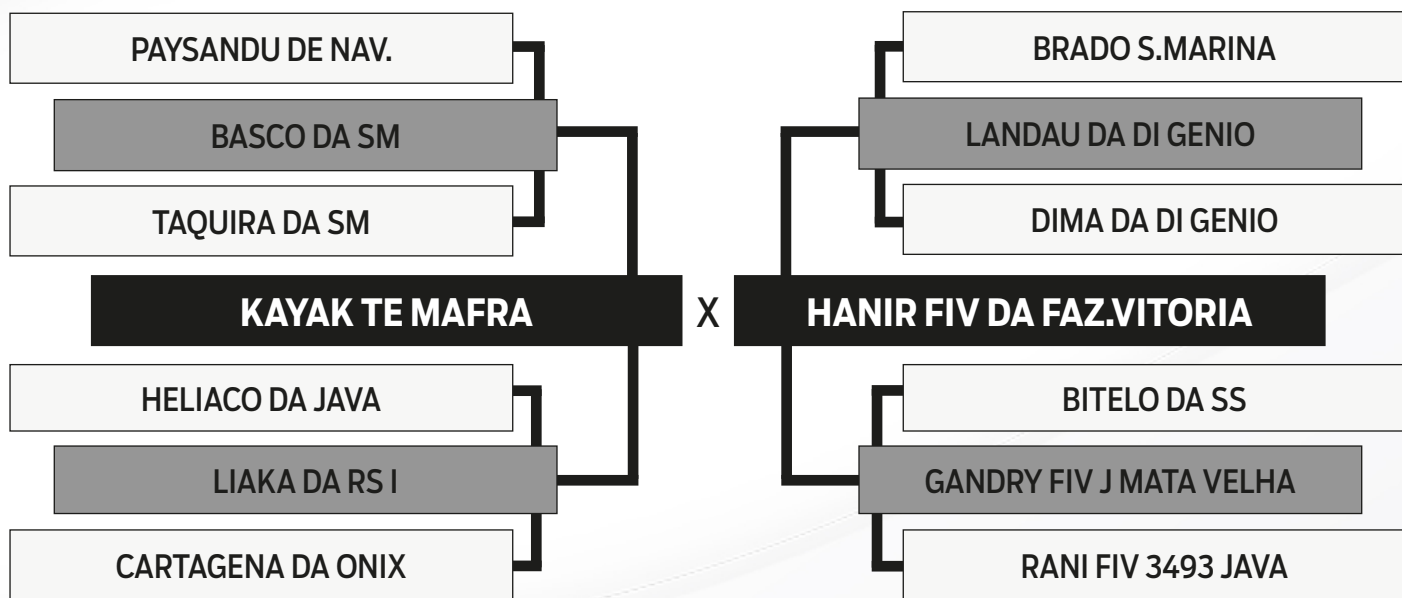 PAYSANDU DE NAV.
BRADO S.MARINA
BASCO DA SM
LANDAU DA DI GENIO
TAQUIRA DA SM
DIMA DA DI GENIO
KAYAK TE MAFRA X HANIR FIV DA FAZ.VITORIA
HELIACO DA JAVA
BITELO DA SS
LIAKA DA RS I
GANDRY FIV J MATA VELHA
CARTAGENA DA ONIX
RANI FIV 3493 JAVA